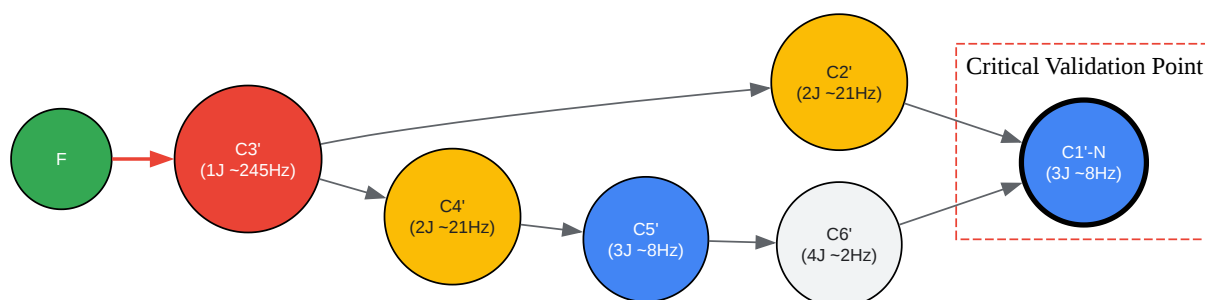 F
C3'
(1J ~245Hz)
C4'
(2J ~21Hz)
C5'
(3J ~8Hz)
C2'
(2J ~21Hz)
C6'
(4J ~2Hz)
Critical Validation Point
C1'-N
(3J ~8Hz)